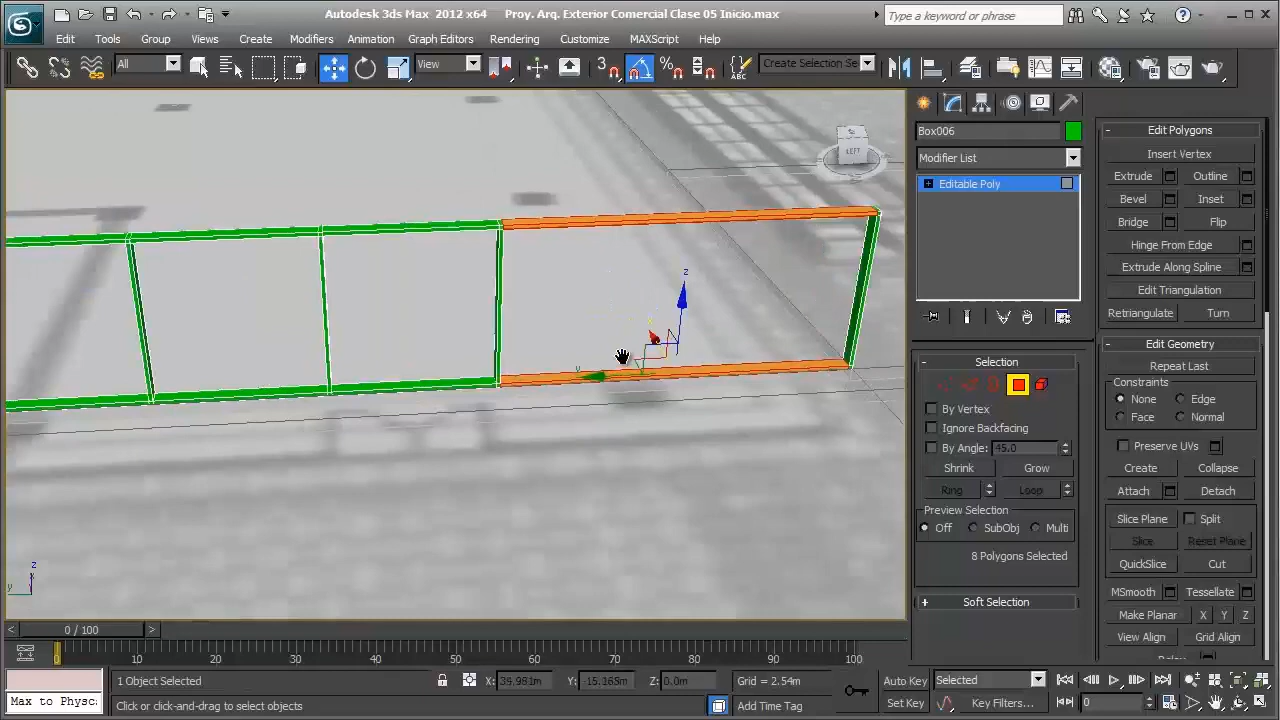 Autodesk 3ds Max 2012 x64 Proy. Arq. Exterior Comercial Clase 05 Inicio.max Type a keyword or phrase
Edit Tools Group Views Create Modifiers Animation Graph Editors Rendering Customize MAXScript Help
All View 3 % ABC Create Selection Se
LEFT
z
y
z
y
Box006
Modifier List
Editable Poly
Selection
By Vertex
Ignore Backfacing
By Angle: 45.0
Shrink Grow
Ring Loop
Preview Selection
Off SubObj Multi
8 Polygons Selected
Soft Selection
Edit Polygons
Insert Vertex
Extrude Outline
Bevel Inset
Bridge Flip
Hinge From Edge
Extrude Along Spline
Edit Triangulation
Retriangulate Turn
Edit Geometry
Repeat Last
Constraints
None Edge
Face Normal
Preserve UVs
Create Collapse
Attach Detach
Slice Plane Split
Slice Reset Plane
QuickSlice Cut
MSmooth Tessellate
Make Planar X Y Z
View Align Grid Align
Relax
< 0 / 100 >
0 10 20 30 40 50 60 70 80 90 100
1 Object Selected X: 39.981m Y: -15.165m Z: 0.0m Grid = 2.54m Auto Key Selected
Max to Physc: Click or click-and-drag to select objects Add Time Tag Set Key Key Filters... 0